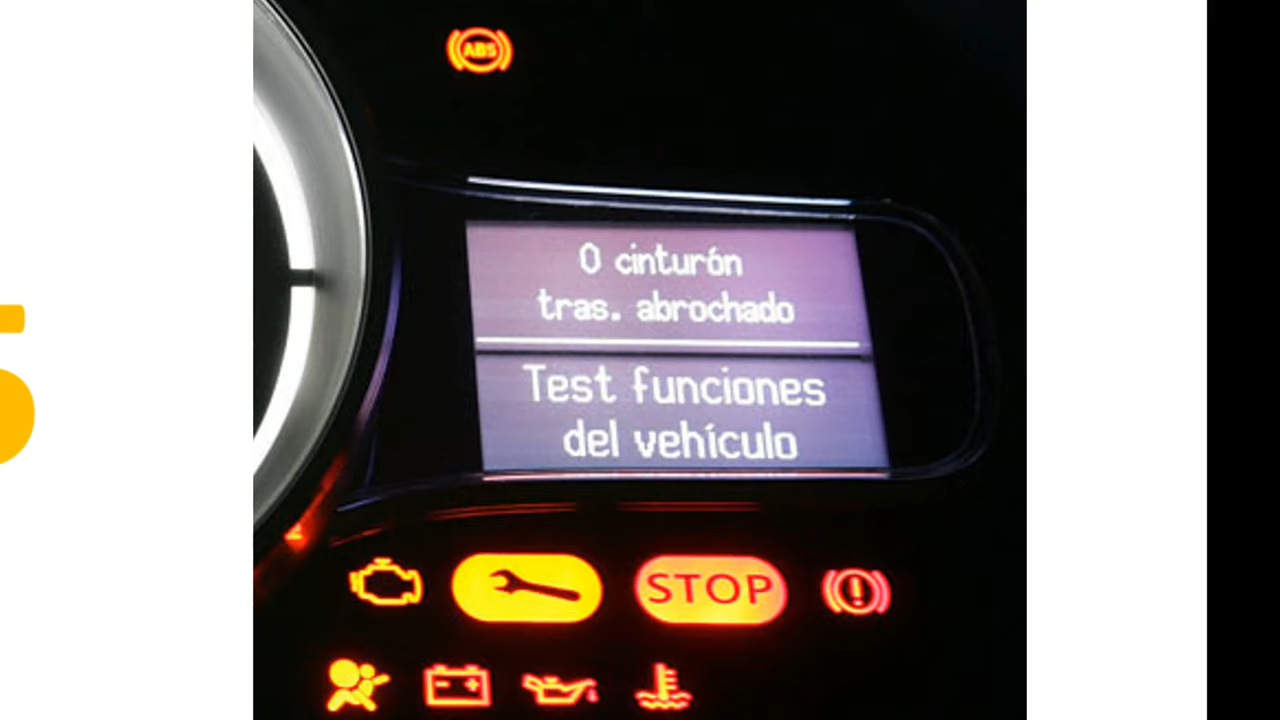 ABS
0 cinturón
tras. abrochado
Test funciones
del vehículo
STOP